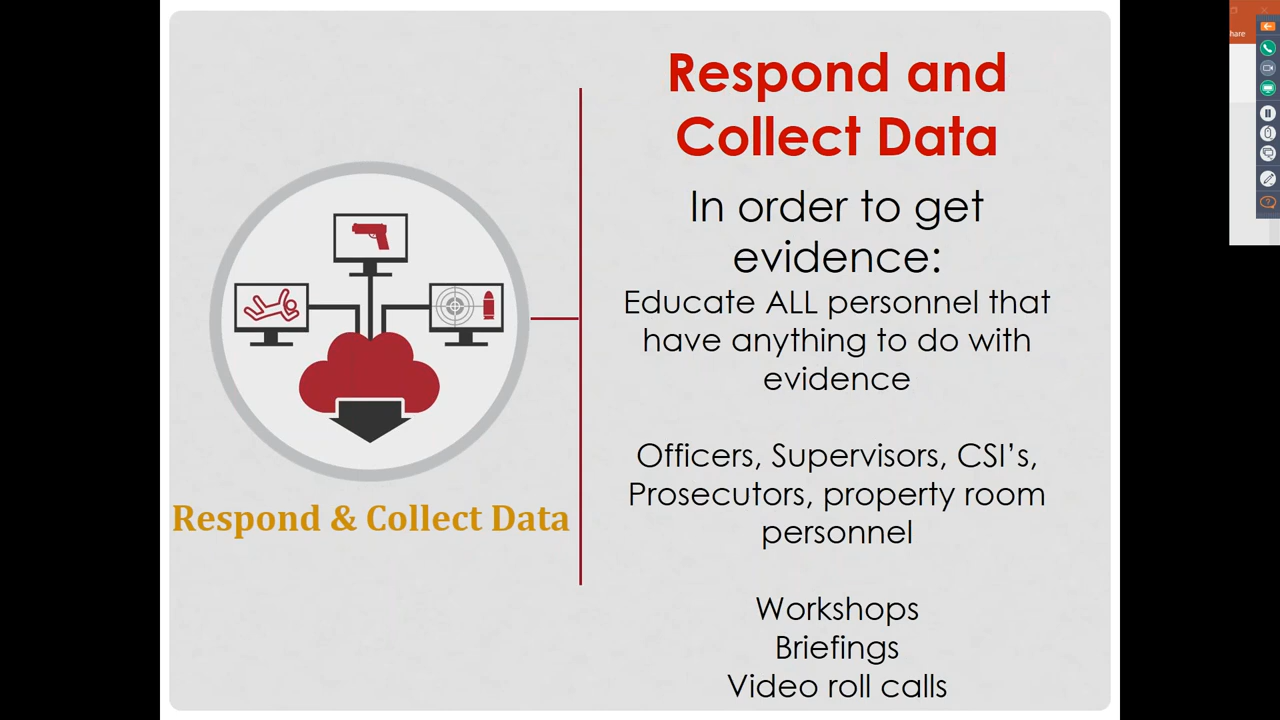 Respond and
Collect Data
In order to get
evidence:
Educate ALL personnel that
have anything to do with
evidence
Officers, Supervisors, CSI's,
Prosecutors, property room
personnel
Workshops
Briefings
Video roll calls
Respond & Collect Data
hare